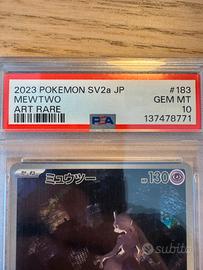 2023 POKEMON SV2a JP #183
MEWTWO GEM MT
ART RARE 10
PSA 137478771
ミュウツー HP130
subito